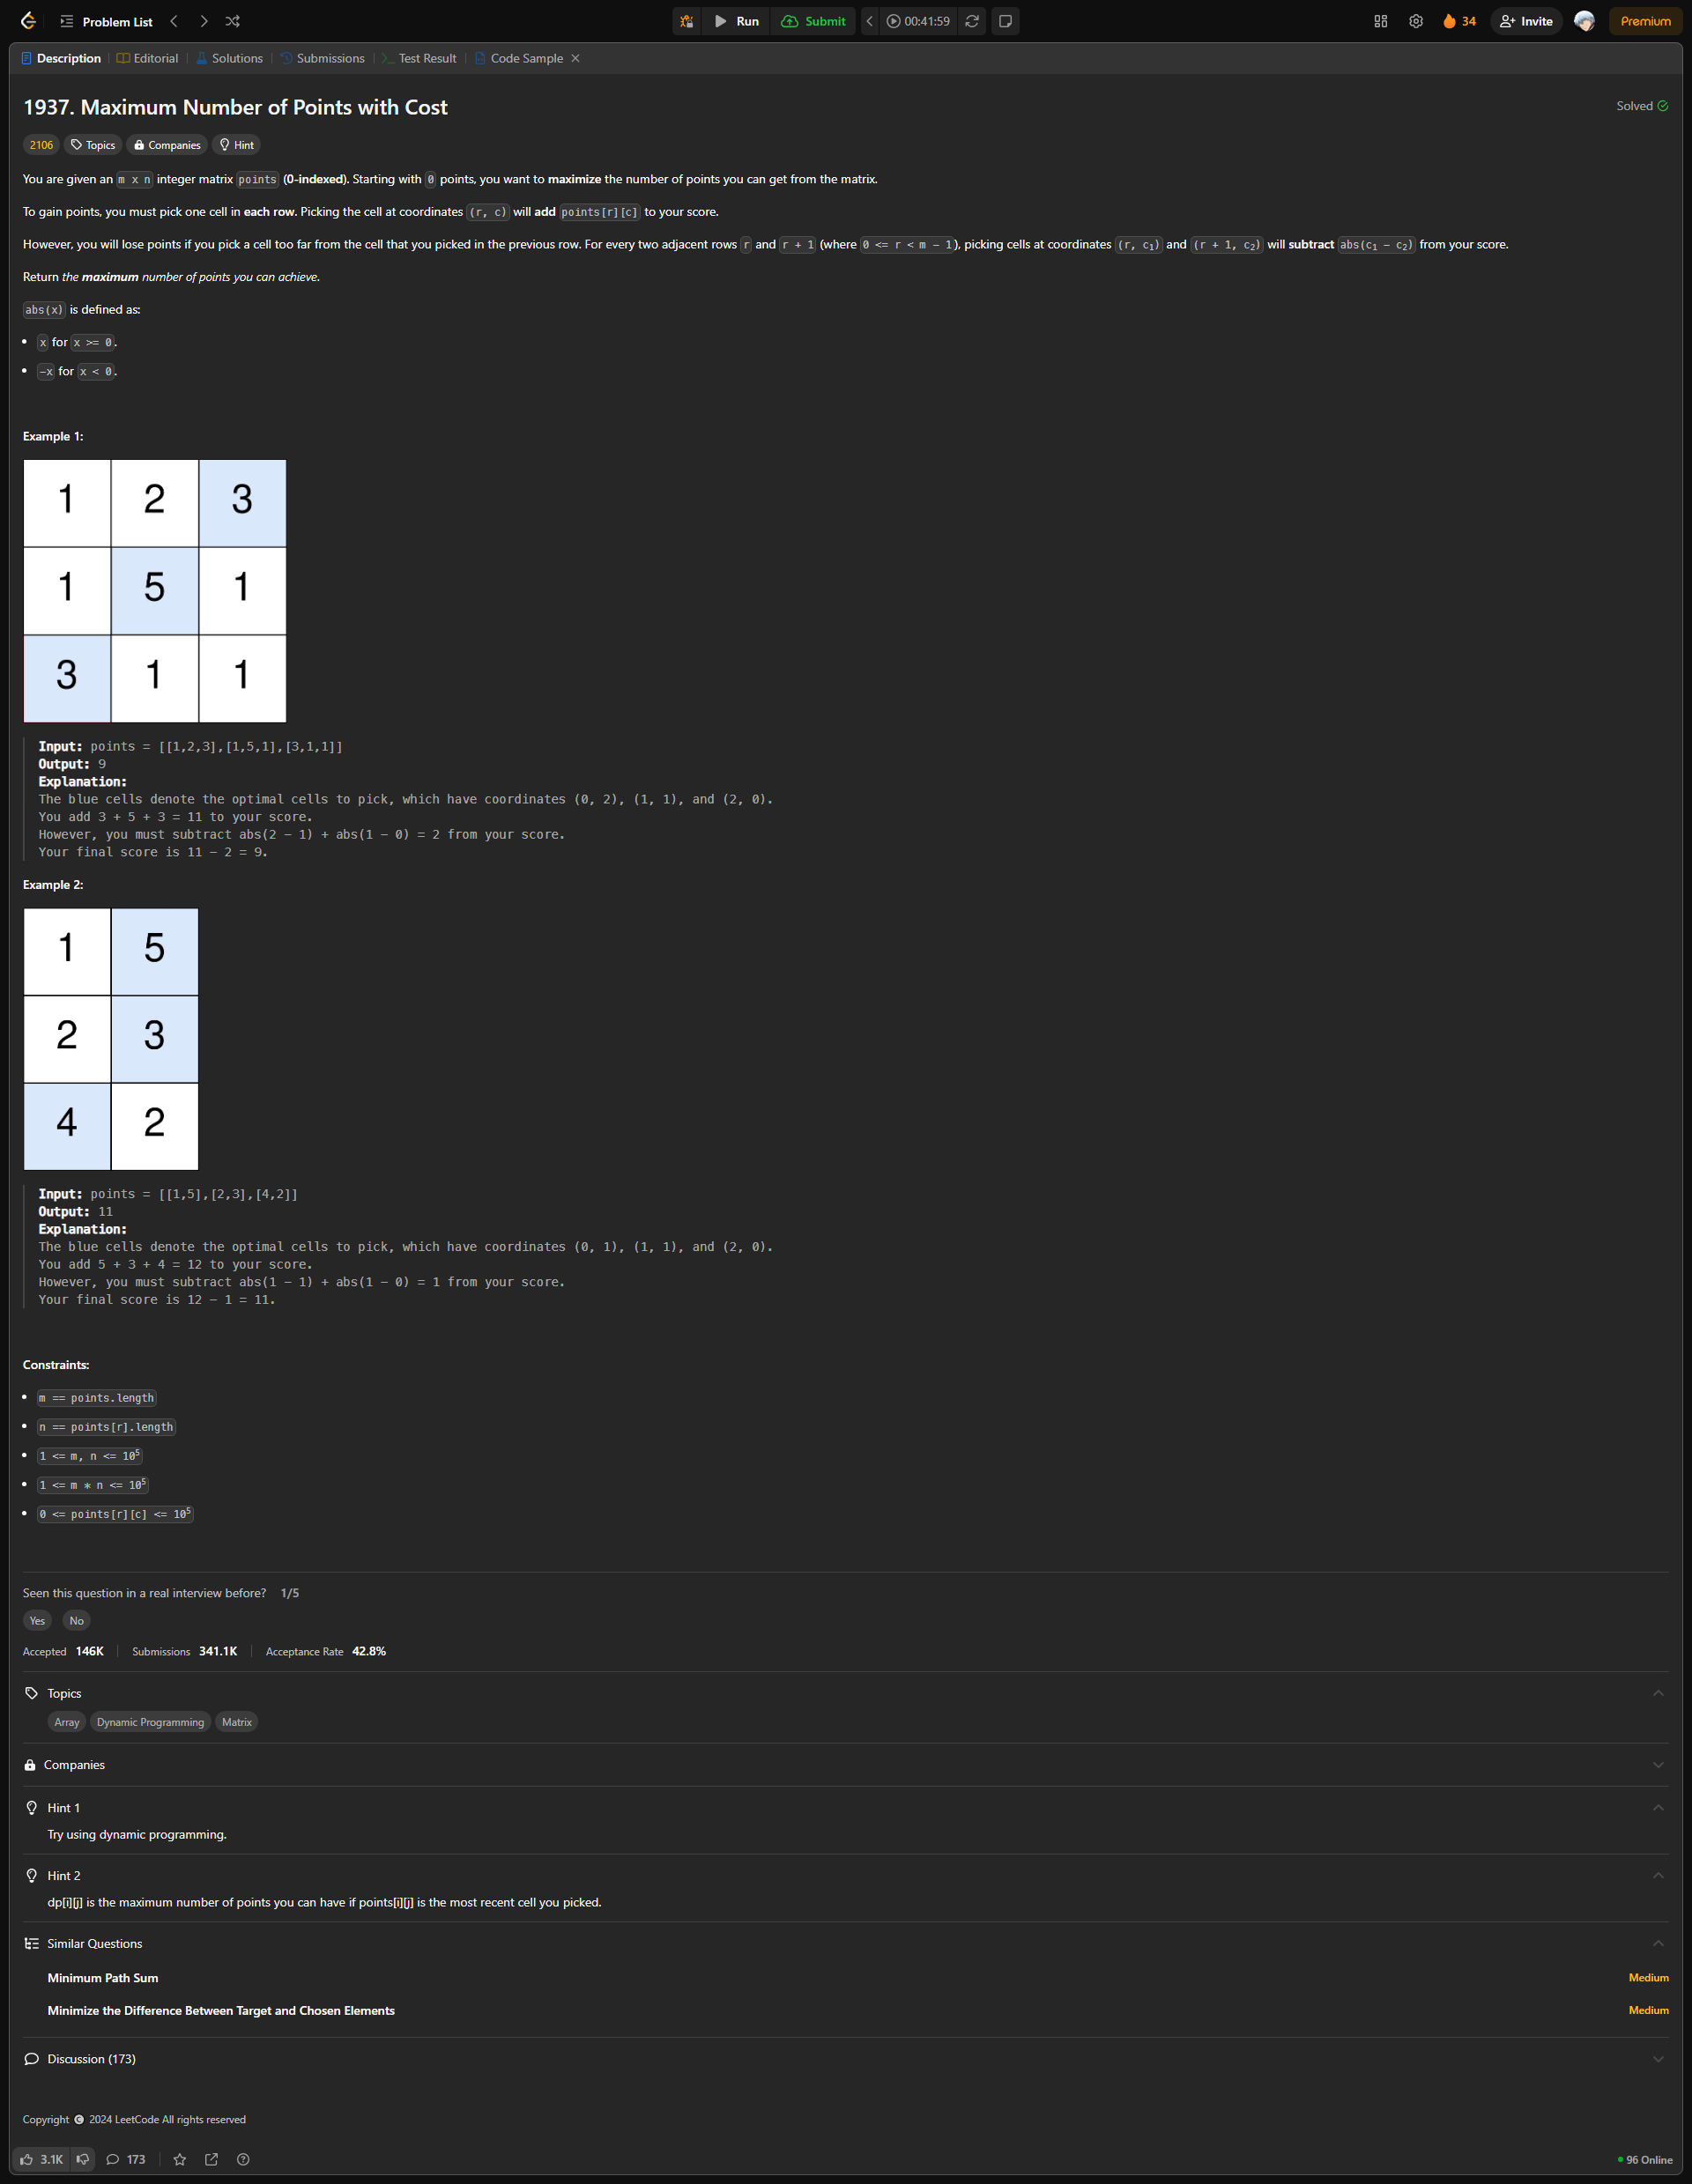 Problem List
Run
Submit
00:41:59
34
Invite
Premium
Description
Editorial
Solutions
Submissions
Test Result
Code Sample
1937. Maximum Number of Points with Cost
Solved
2106
Topics
Companies
Hint
You are given an m x n integer matrix points (0-indexed). Starting with 0 points, you want to maximize the number of points you can get from the matrix.
To gain points, you must pick one cell in each row. Picking the cell at coordinates (r, c) will add points[r][c] to your score.
However, you will lose points if you pick a cell too far from the cell that you picked in the previous row. For every two adjacent rows r and r + 1 (where 0 <= r < m - 1), picking cells at coordinates (r, c₁) and (r + 1, c₂) will subtract abs(c₁ - c₂) from your score.
Return the maximum number of points you can achieve.
abs(x) is defined as:
x for x >= 0.
-x for x < 0.
Example 1:
1 2 3
1 5 1
3 1 1
Input: points = [[1,2,3],[1,5,1],[3,1,1]]
Output: 9
Explanation:
The blue cells denote the optimal cells to pick, which have coordinates (0, 2), (1, 1), and (2, 0).
You add 3 + 5 + 3 = 11 to your score.
However, you must subtract abs(2 - 1) + abs(1 - 0) = 2 from your score.
Your final score is 11 - 2 = 9.
Example 2:
1 5
2 3
4 2
Input: points = [[1,5],[2,3],[4,2]]
Output: 11
Explanation:
The blue cells denote the optimal cells to pick, which have coordinates (0, 1), (1, 1), and (2, 0).
You add 5 + 3 + 4 = 12 to your score.
However, you must subtract abs(1 - 1) + abs(1 - 0) = 1 from your score.
Your final score is 12 - 1 = 11.
Constraints:
m == points.length
n == points[r].length
1 <= m, n <= 10⁵
1 <= m * n <= 10⁵
0 <= points[r][c] <= 10⁵
Seen this question in a real interview before? 1/5
Yes No
Accepted 146K Submissions 341.1K Acceptance Rate 42.8%
Topics
Array Dynamic Programming Matrix
Companies
Hint 1
Try using dynamic programming.
Hint 2
dp[i][j] is the maximum number of points you can have if points[i][j] is the most recent cell you picked.
Similar Questions
Minimum Path Sum Medium
Minimize the Difference Between Target and Chosen Elements Medium
Discussion (173)
Copyright © 2024 LeetCode All rights reserved
3.1K
173
96 Online